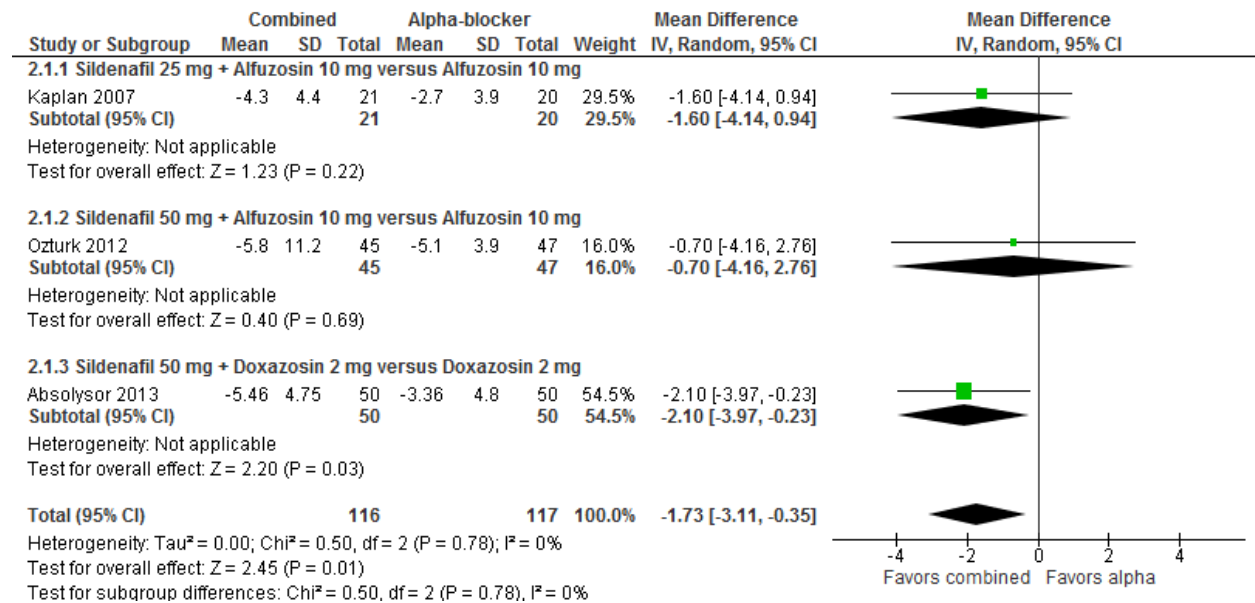 Combined Alpha-blocker Mean Difference Mean Difference
Study or Subgroup Mean SD Total Mean SD Total Weight IV, Random, 95% CI IV, Random, 95% CI
2.1.1 Sildenafil 25 mg + Alfuzosin 10 mg versus Alfuzosin 10 mg
Kaplan 2007 -4.3 4.4 21 -2.7 3.9 20 29.5% -1.60 [-4.14, 0.94]
Subtotal (95% CI) 21 20 29.5% -1.60 [-4.14, 0.94]
Heterogeneity: Not applicable
Test for overall effect: Z = 1.23 (P = 0.22)
2.1.2 Sildenafil 50 mg + Alfuzosin 10 mg versus Alfuzosin 10 mg
Ozturk 2012 -5.8 11.2 45 -5.1 3.9 47 16.0% -0.70 [-4.16, 2.76]
Subtotal (95% CI) 45 47 16.0% -0.70 [-4.16, 2.76]
Heterogeneity: Not applicable
Test for overall effect: Z = 0.40 (P = 0.69)
2.1.3 Sildenafil 50 mg + Doxazosin 2 mg versus Doxazosin 2 mg
Absolysor 2013 -5.46 4.75 50 -3.36 4.8 50 54.5% -2.10 [-3.97, -0.23]
Subtotal (95% CI) 50 50 54.5% -2.10 [-3.97, -0.23]
Heterogeneity: Not applicable
Test for overall effect: Z = 2.20 (P = 0.03)
Total (95% CI) 116 117 100.0% -1.73 [-3.11, -0.35]
Heterogeneity: Tau² = 0.00; Chi² = 0.50, df = 2 (P = 0.78); I² = 0%
Test for overall effect: Z = 2.45 (P = 0.01)
Test for subgroup differences: Chi² = 0.50, df = 2 (P = 0.78), I² = 0%
-4 -2 0 2 4
Favors combined Favors alpha